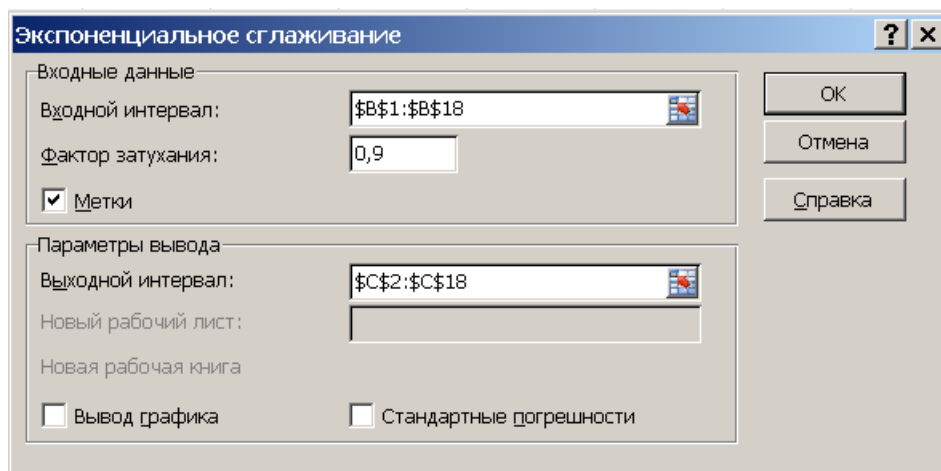 Экспоненциальное сглаживание
? ×
Входные данные
Входной интервал: $B$1:$B$18
Фактор затухания: 0,9
Метки
Параметры вывода
Выходной интервал: $C$2:$C$18
Новый рабочий лист:
Новая рабочая книга
Вывод графика Стандартные погрешности
ОК
Отмена
Справка